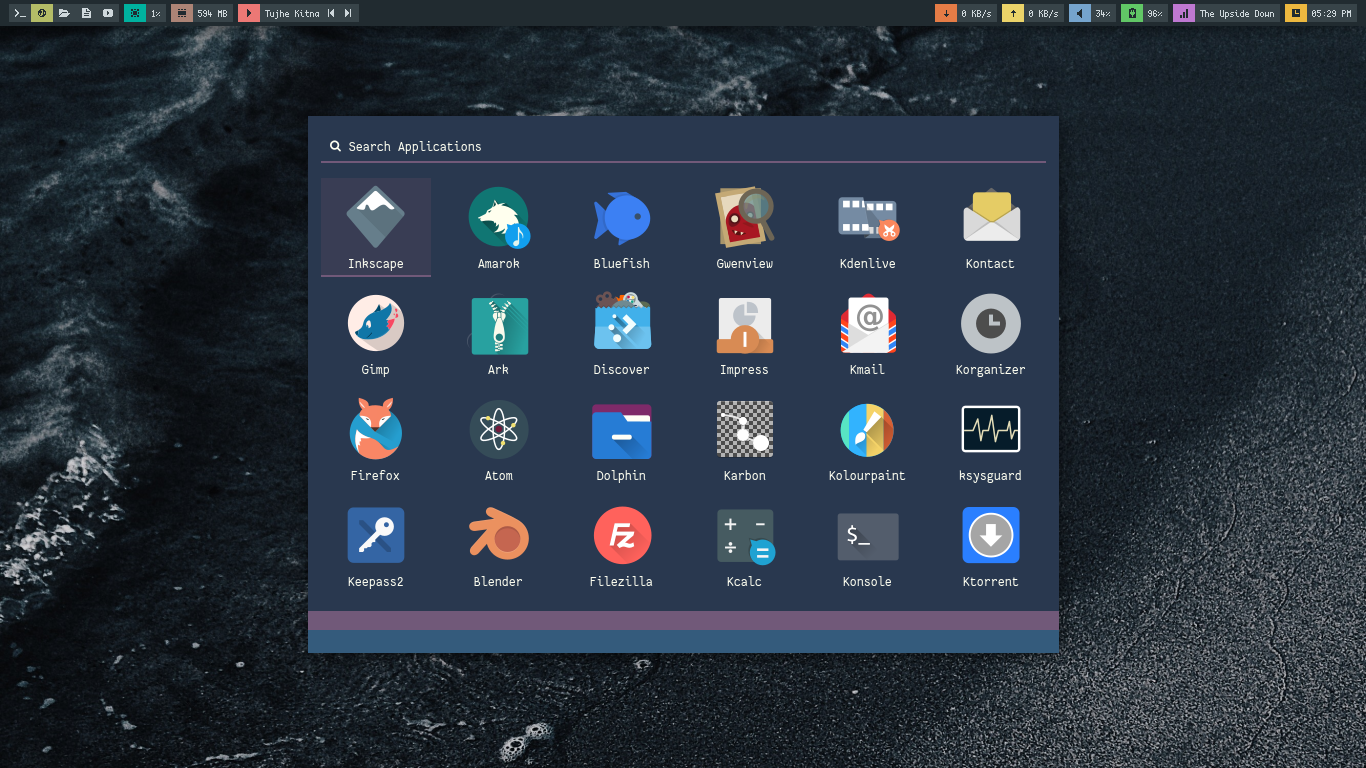 1% 594 MB Tujhe Kitna 0 KB/s 0 KB/s 34% 96% The Upside Down 05:29 PM
Search Applications
Inkscape Amarok Bluefish Gwenview Kdenlive Kontact
@
Gimp Ark Discover Impress Kmail Korganizer
Firefox Atom Dolphin Karbon Kolourpaint ksysguard
Fz $_
Keepass2 Blender Filezilla Kcalc Konsole Ktorrent